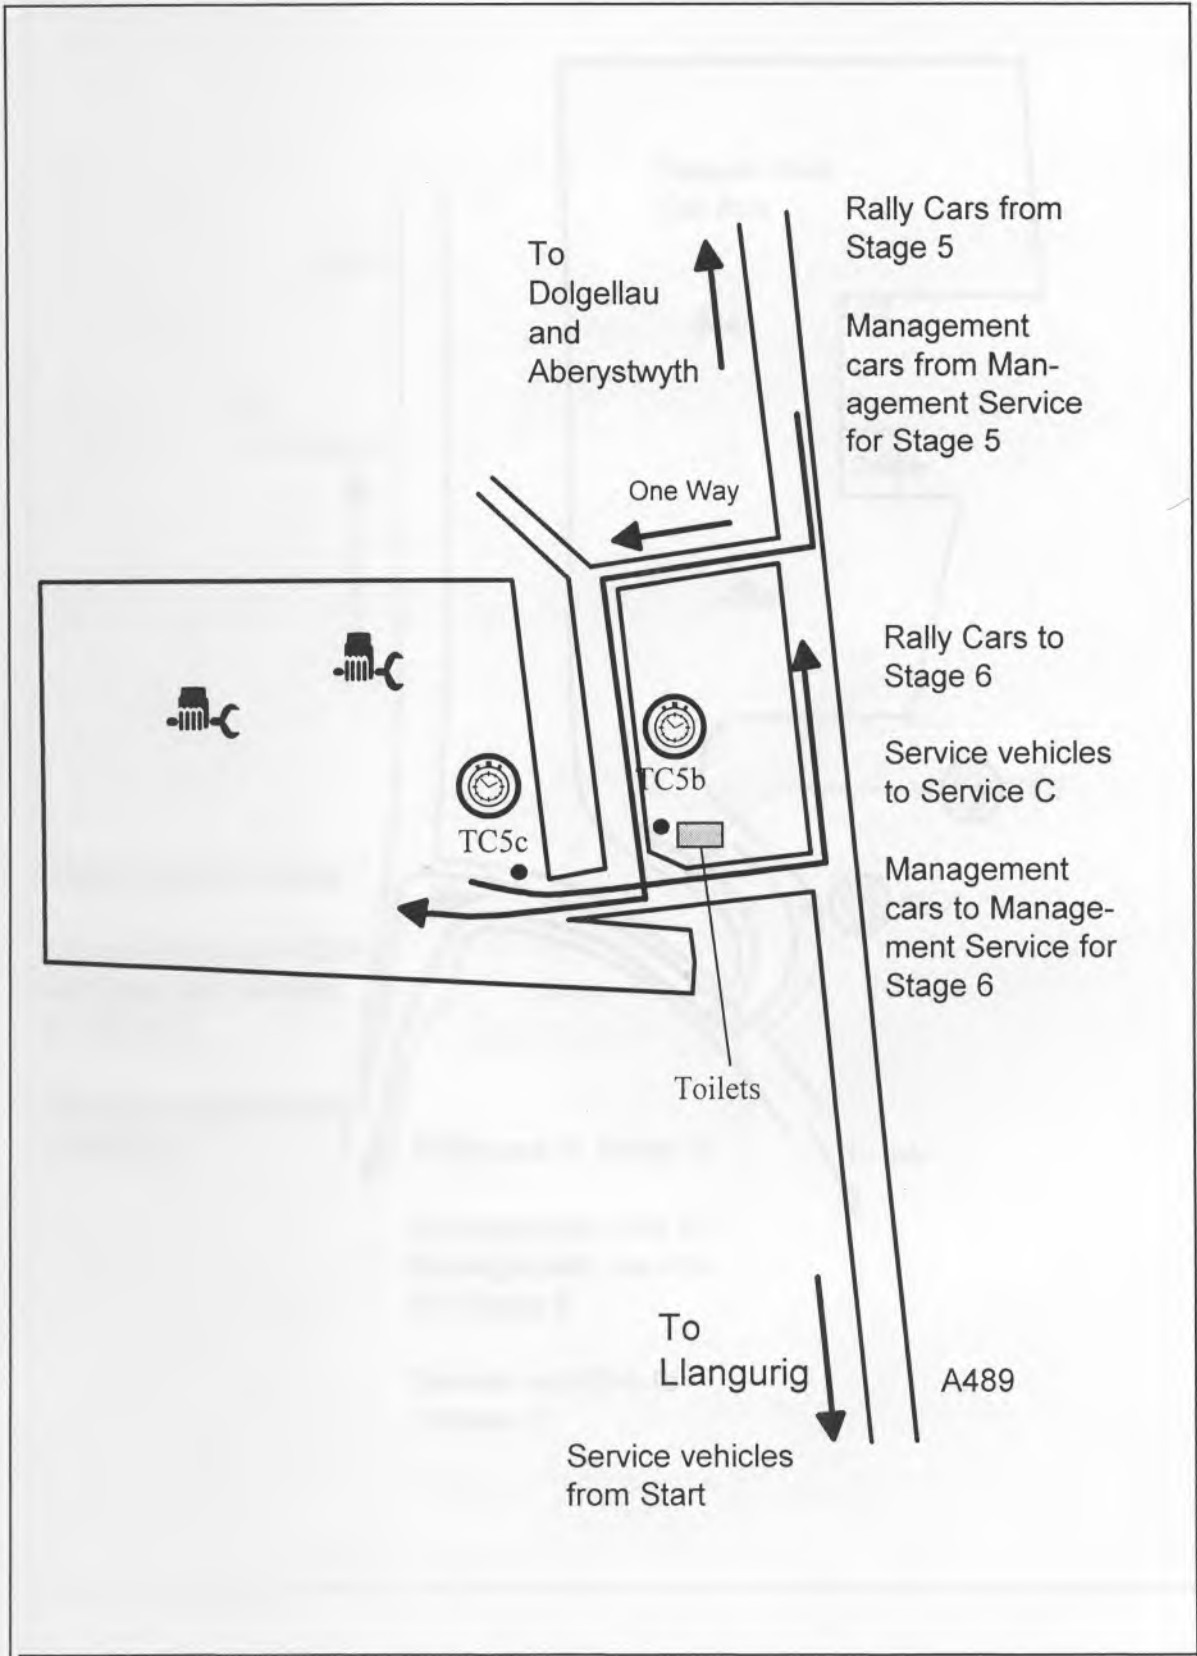 Rally Cars from
Stage 5
To
Dolgellau
and
Aberystwyth
Management
cars from Man-
agement Service
for Stage 5
One Way
Rally Cars to
Stage 6
TC5b
Service vehicles
to Service C
TC5c
Management
cars to Manage-
ment Service for
Stage 6
Toilets
To
Llangurig
A489
Service vehicles
from Start